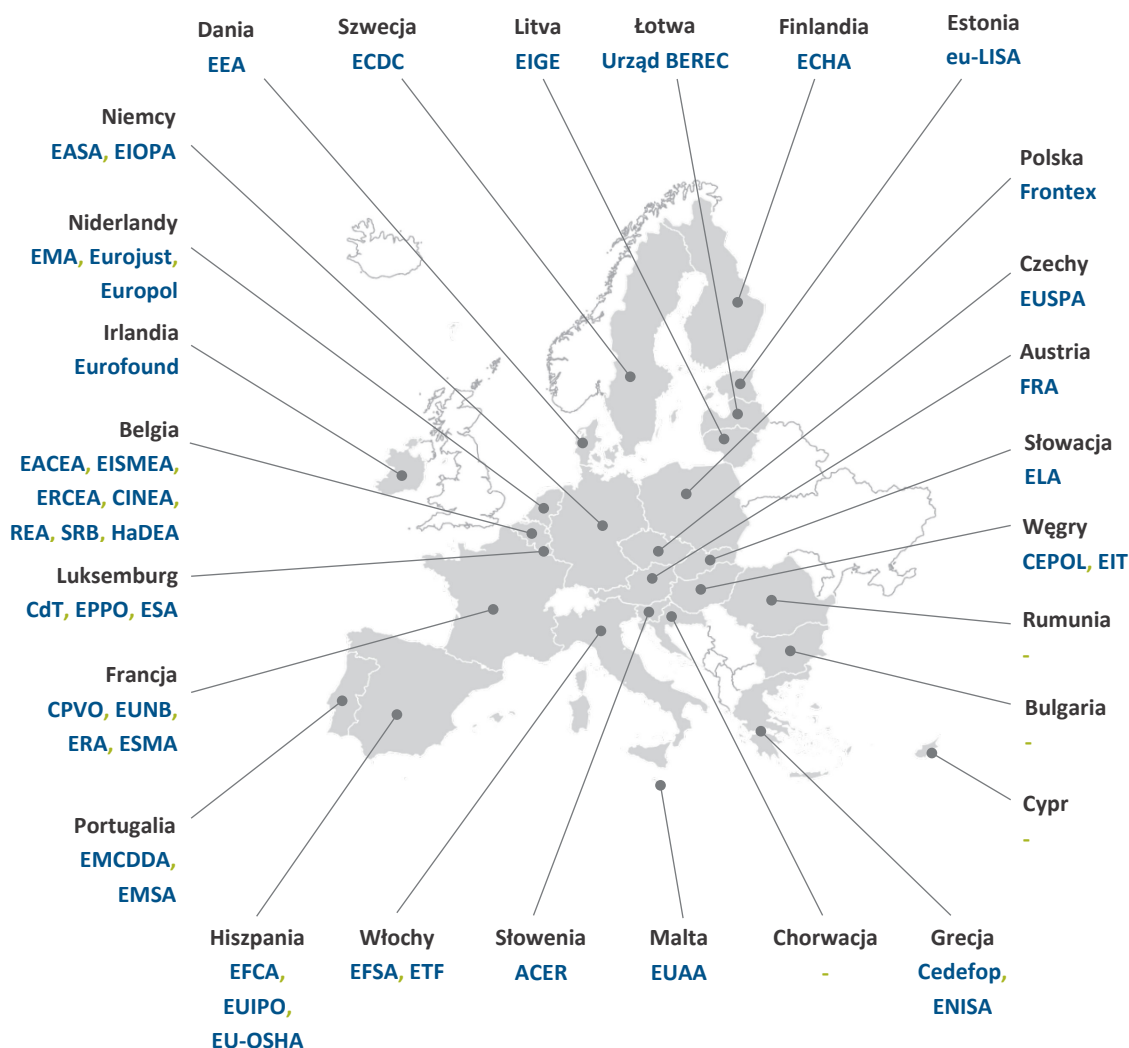 Dania
EEA
Szwecja
ECDC
Litva
EIGE
Łotwa
Urząd BEREC
Finlandia
ECHA
Estonia
eu-LISA
Niemcy
EASA, EIOPA
Niderlandy
EMA, Eurojust,
Europol
Irlandia
Eurofound
Belgia
EACEA, EISMEA,
ERCEA, CINEA,
REA, SRB, HaDEA
Luksemburg
CdT, EPPO, ESA
Francja
CPVO, EUNB,
ERA, ESMA
Portugalia
EMCDDA,
EMSA
Polska
Frontex
Czechy
EUSPA
Austria
FRA
Słowacja
ELA
Węgry
CEPOL, EIT
Rumunia
-
Bulgaria
-
Cypr
-
Hiszpania
EFCA,
EUIPO,
EU-OSHA
Włochy
EFSA, ETF
Słowenia
ACER
Malta
EUAA
Chorwacja
-
Grecja
Cedefop,
ENISA